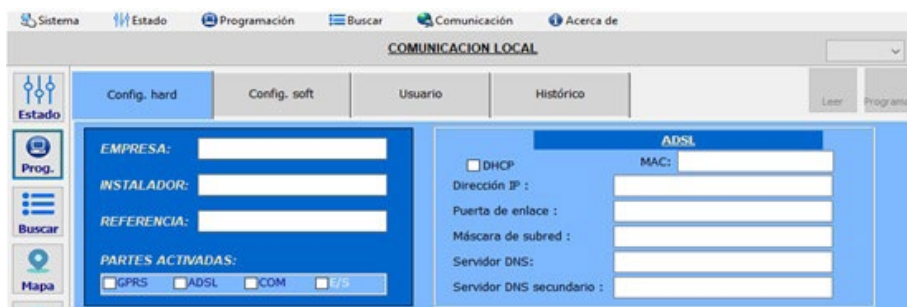 Sistema Estado Programación Buscar Comunicación Acerca de
COMUNICACION LOCAL
Estado
Prog.
Buscar
Mapa
Config. hard Config. soft Usuario Histórico
Leer Programa
EMPRESA:
INSTALADOR:
REFERENCIA:
PARTES ACTIVADAS:
GPRS ADSL COM E/S
ADSL
DHCP MAC:
Dirección IP :
Puerta de enlace :
Máscara de subred :
Servidor DNS:
Servidor DNS secundario :